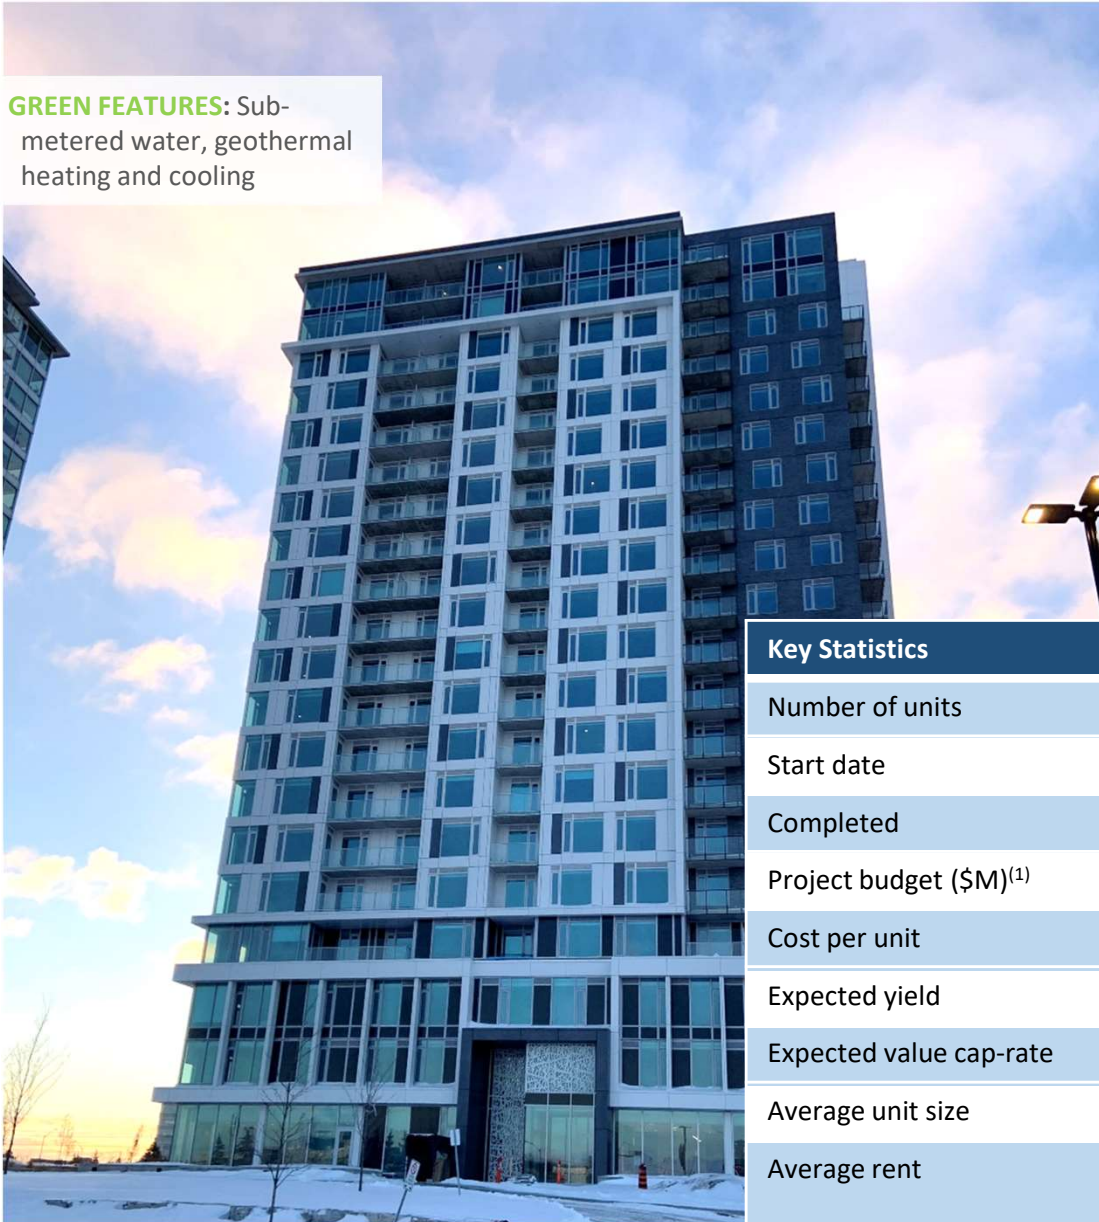 GREEN FEATURES: Sub-
metered water, geothermal
heating and cooling
Key Statistics
Number of units
Start date
Completed
Project budget ($M)(1)
Cost per unit
Expected yield
Expected value cap-rate
Average unit size
Average rent